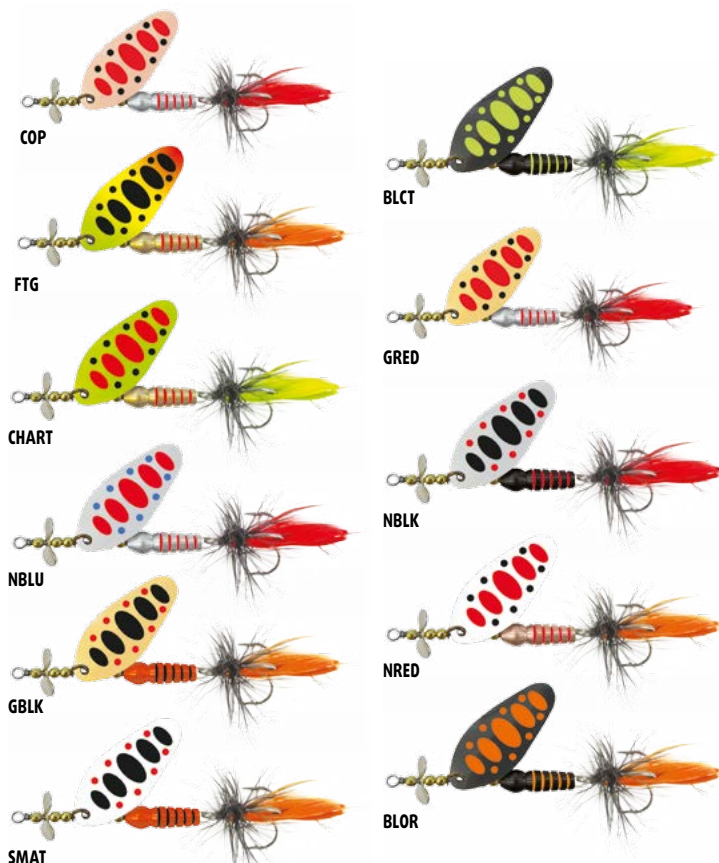 COP
FTG
CHART
NBLU
GBLK
SMAT
BLCT
GRED
NBLK
NRED
BLOR